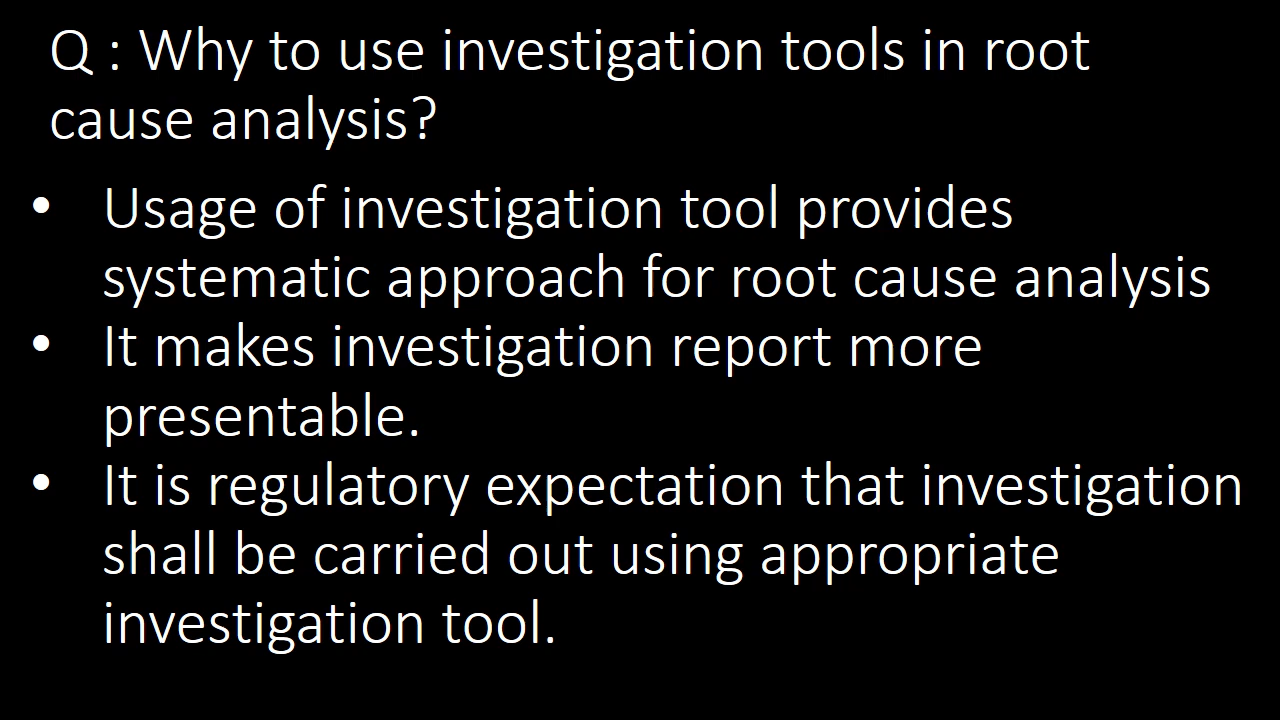 Q : Why to use investigation tools in root
cause analysis?
• Usage of investigation tool provides
systematic approach for root cause analysis
• It makes investigation report more
presentable.
• It is regulatory expectation that investigation
shall be carried out using appropriate
investigation tool.